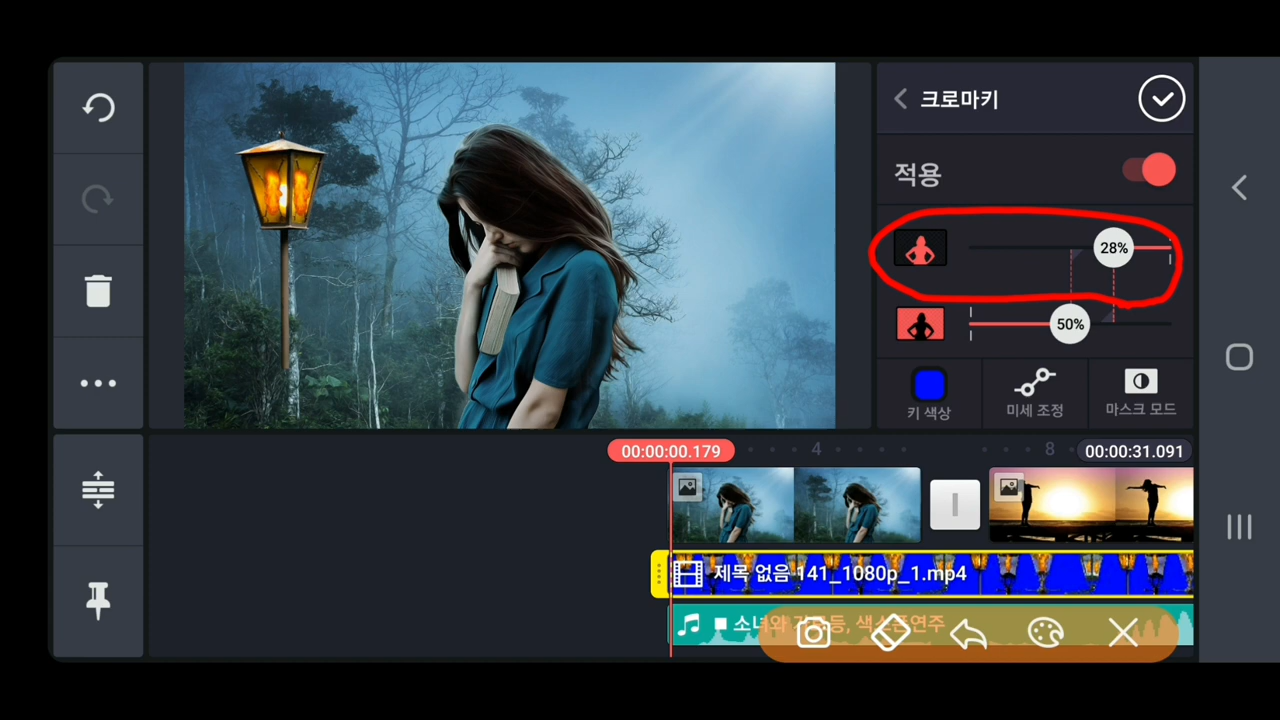 크로마키
적용
28%
50%
키 색상
미세 조정
마스크 모드
00:00:00.179
4
8
00:00:31.091
제목 없음 141_1080p_1.mp4
소녀와 가로등, 색소폰연주